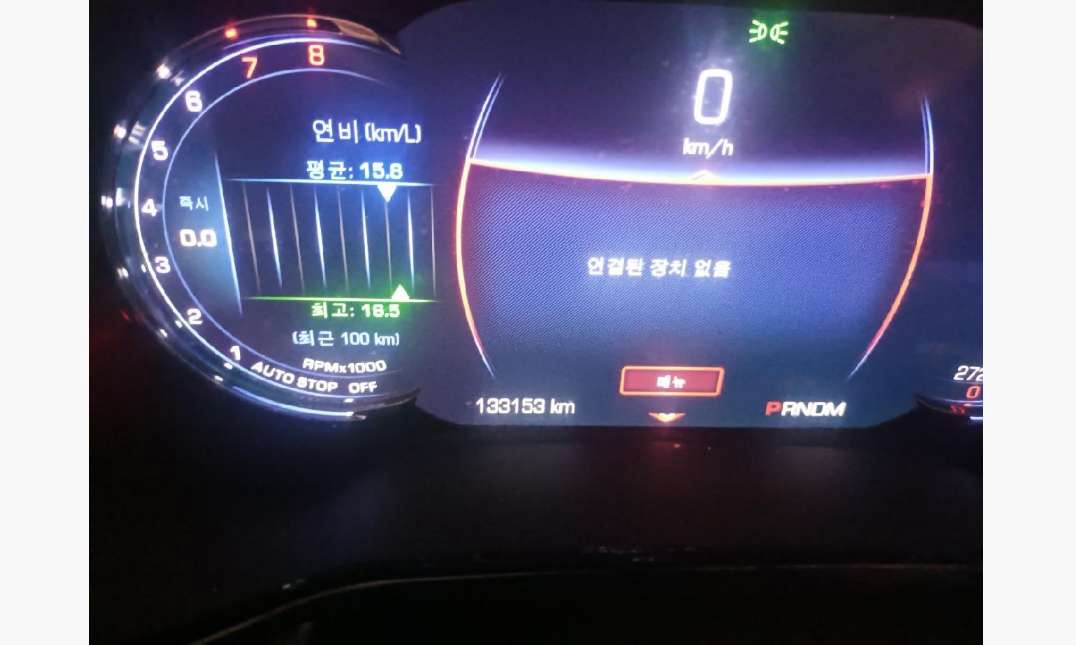 8
7
6
5
4
3
2
1
연비 (km/L)
평균: 15.8
즉시
0.0
최고: 16.5
(최근 100 km)
RPMx1000
AUTO STOP OFF
0
km/h
연결된 장치 없음
메뉴
133153 km
PRNDM
272
0